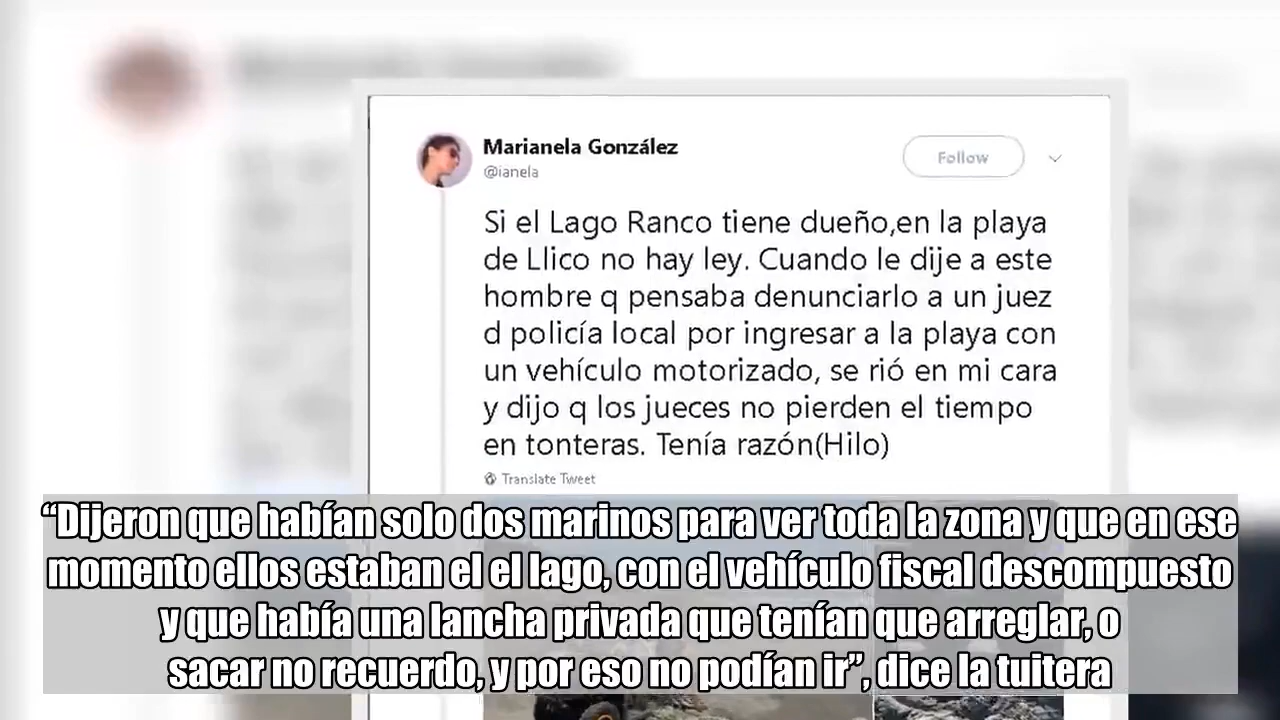 Marianela González
@ianela
Follow
Si el Lago Ranco tiene dueño,en la playa
de Llico no hay ley. Cuando le dije a este
hombre q pensaba denunciarlo a un juez
d policía local por ingresar a la playa con
un vehículo motorizado, se rió en mi cara
y dijo q los jueces no pierden el tiempo
en tonteras. Tenía razón(Hilo)
Translate Tweet
“Dijeron que habían solo dos marinos para ver toda la zona y que en ese
momento ellos estaban el el lago, con el vehículo fiscal descompuesto
y que había una lancha privada que tenían que arreglar, o
sacar no recuerdo, y por eso no podían ir”, dice la tuitera